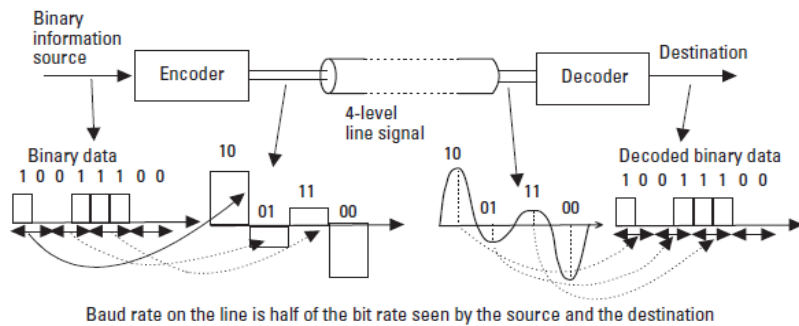 Binary
information
source
Encoder
4-level
line signal
Decoder
Destination
Binary data
1 0 0 1 1 1 0 0
10
01
11
00
10
01
11
00
Decoded binary data
1 0 0 1 1 1 0 0
Baud rate on the line is half of the bit rate seen by the source and the destination